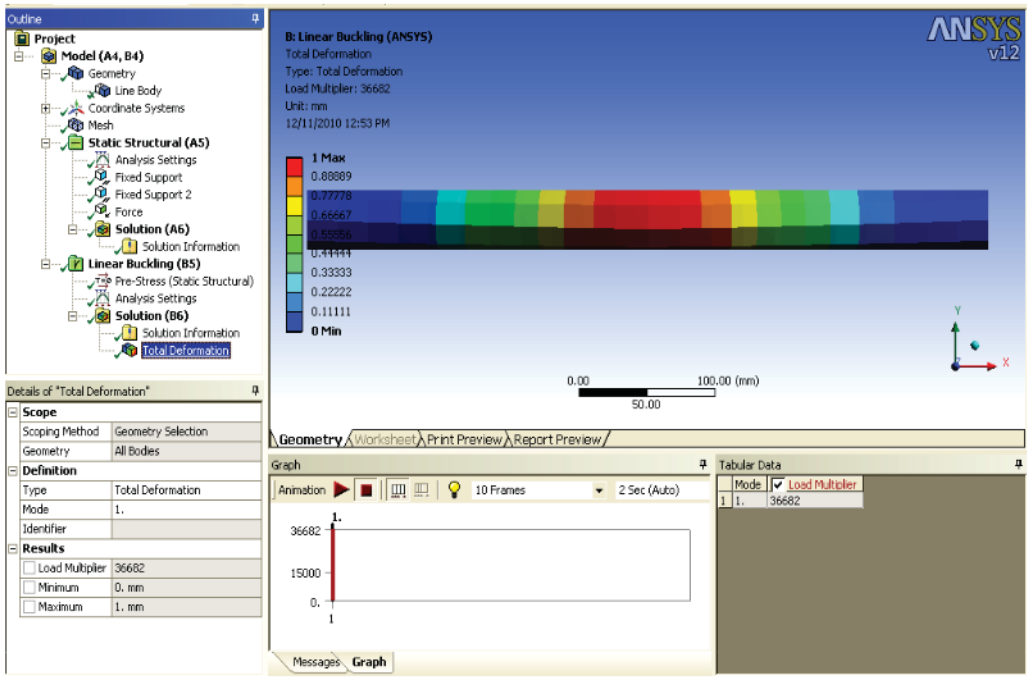 Outline
Project
Model (A4, B4)
Geometry
Line Body
Coordinate Systems
Mesh
Static Structural (A5)
Analysis Settings
Fixed Support
Fixed Support 2
Force
Solution (A6)
Solution Information
Linear Buckling (B5)
Pre-Stress (Static Structural)
Analysis Settings
Solution (B6)
Solution Information
Total Deformation
Details of "Total Deformation"
Scope
Scoping Method Geometry Selection
Geometry All Bodies
Definition
Type Total Deformation
Mode 1.
Identifier
Results
Load Multiplier 36682
Minimum 0. mm
Maximum 1. mm
B: Linear Buckling (ANSYS)
Total Deformation
Type: Total Deformation
Load Multiplier: 36682
Unit: mm
12/11/2010 12:53 PM
ANSYS
v12
1 Max
0.88889
0.77778
0.66667
0.55556
0.44444
0.33333
0.22222
0.11111
0 Min
0.00 100.00 (mm)
50.00
Y
X
Z
Geometry Worksheet Print Preview Report Preview
Graph
Animation 10 Frames 2 Sec (Auto)
1.
36682
15000
0.
1
Messages Graph
Tabular Data
Mode Load Multiplier
1 1. 36682